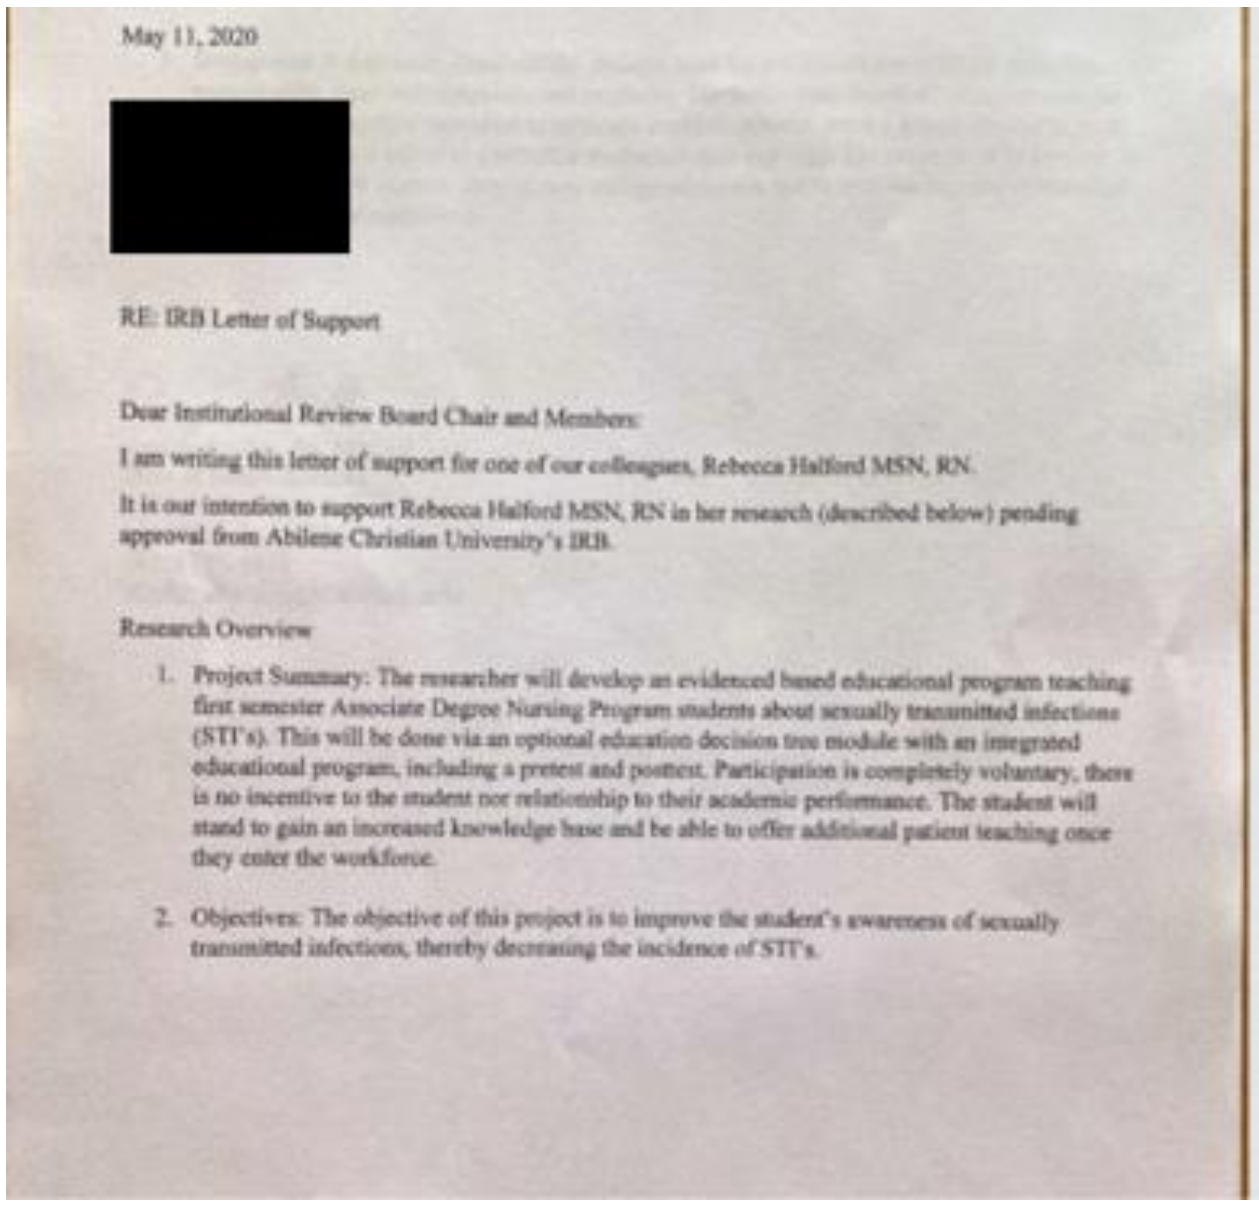 May 11, 2020
RE: IRB Letter of Support
Dear Institutional Review Board Chair and Members:
I am writing this letter of support for one of our colleagues, Rebecca Halford MSN, RN.
It is our intention to support Rebecca Halford MSN, RN in her research (described below) pending
approval from Abilene Christian University's IRB.
Research Overview
1. Project Summary: The researcher will develop an evidenced based educational program teaching
first semester Associate Degree Nursing Program students about sexually transmitted infections
(STI's). This will be done via an optional education decision tree module with an integrated
educational program, including a pretest and posttest. Participation is completely voluntary, there
is no incentive to the student nor relationship to their academic performance. The student will
stand to gain an increased knowledge base and be able to offer additional patient teaching once
they enter the workforce.
2. Objectives: The objective of this project is to improve the student's awareness of sexually
transmitted infections, thereby decreasing the incidence of STI's.